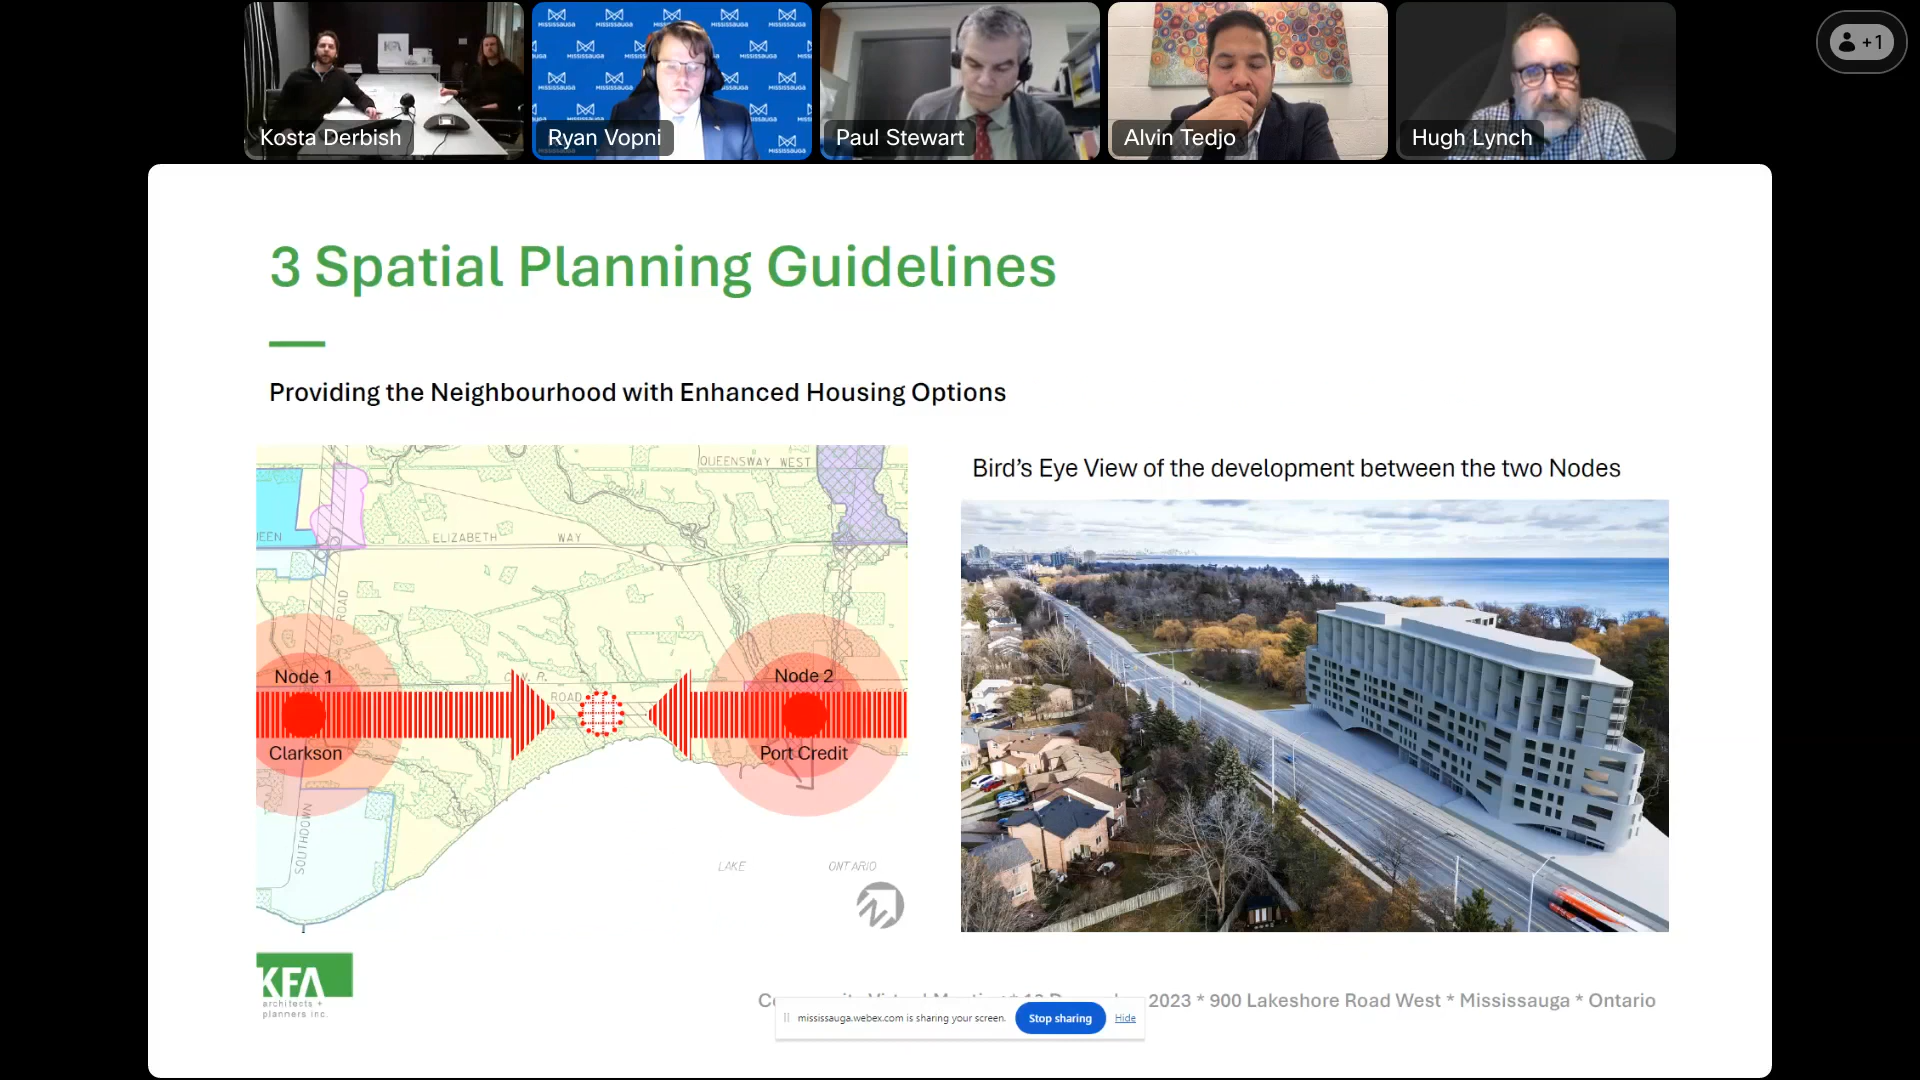 +1
Kosta Derbish
Ryan Vopni
Paul Stewart
Alvin Tedjo
Hugh Lynch
3 Spatial Planning Guidelines
Providing the Neighbourhood with Enhanced Housing Options
Bird's Eye View of the development between the two Nodes
QUEENSWAY WEST
ELIZABETH WAY
ROAD
Node 1
Clarkson
ROAD
Node 2
Port Credit
SOUTHDOWN
LAKE ONTARIO
KFA
architects +
planners inc.
2023 * 900 Lakeshore Road West * Mississauga * Ontario
mississauga.webex.com is sharing your screen.
Stop sharing
Hide